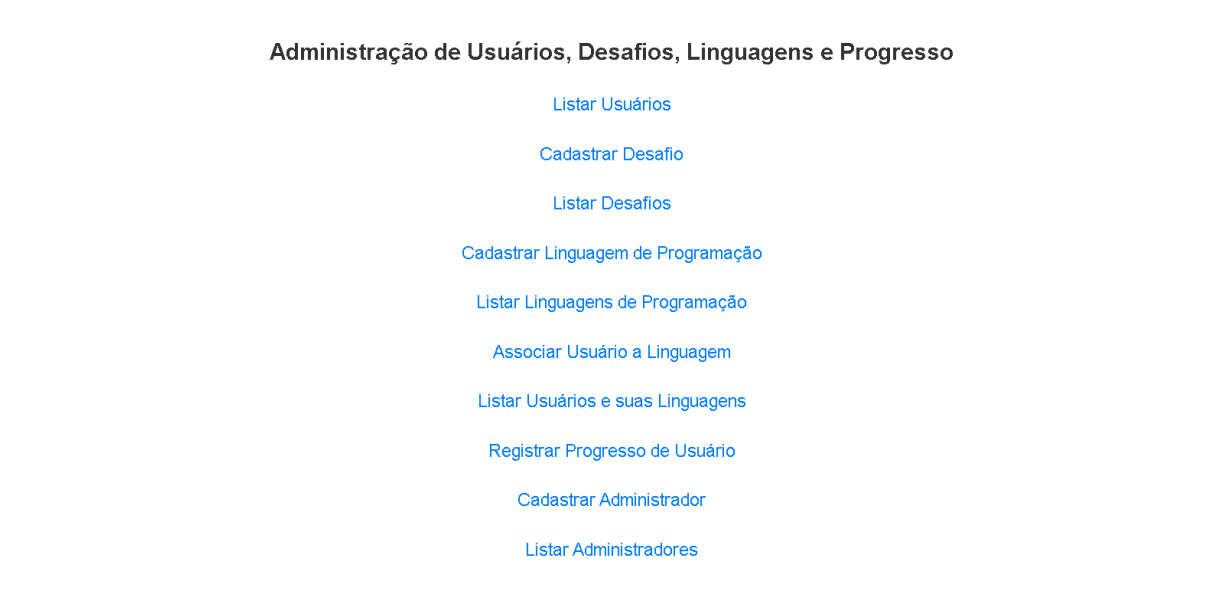 Administração de Usuários, Desafios, Linguagens e Progresso
Listar Usuários
Cadastrar Desafio
Listar Desafios
Cadastrar Linguagem de Programação
Listar Linguagens de Programação
Associar Usuário a Linguagem
Listar Usuários e suas Linguagens
Registrar Progresso de Usuário
Cadastrar Administrador
Listar Administradores